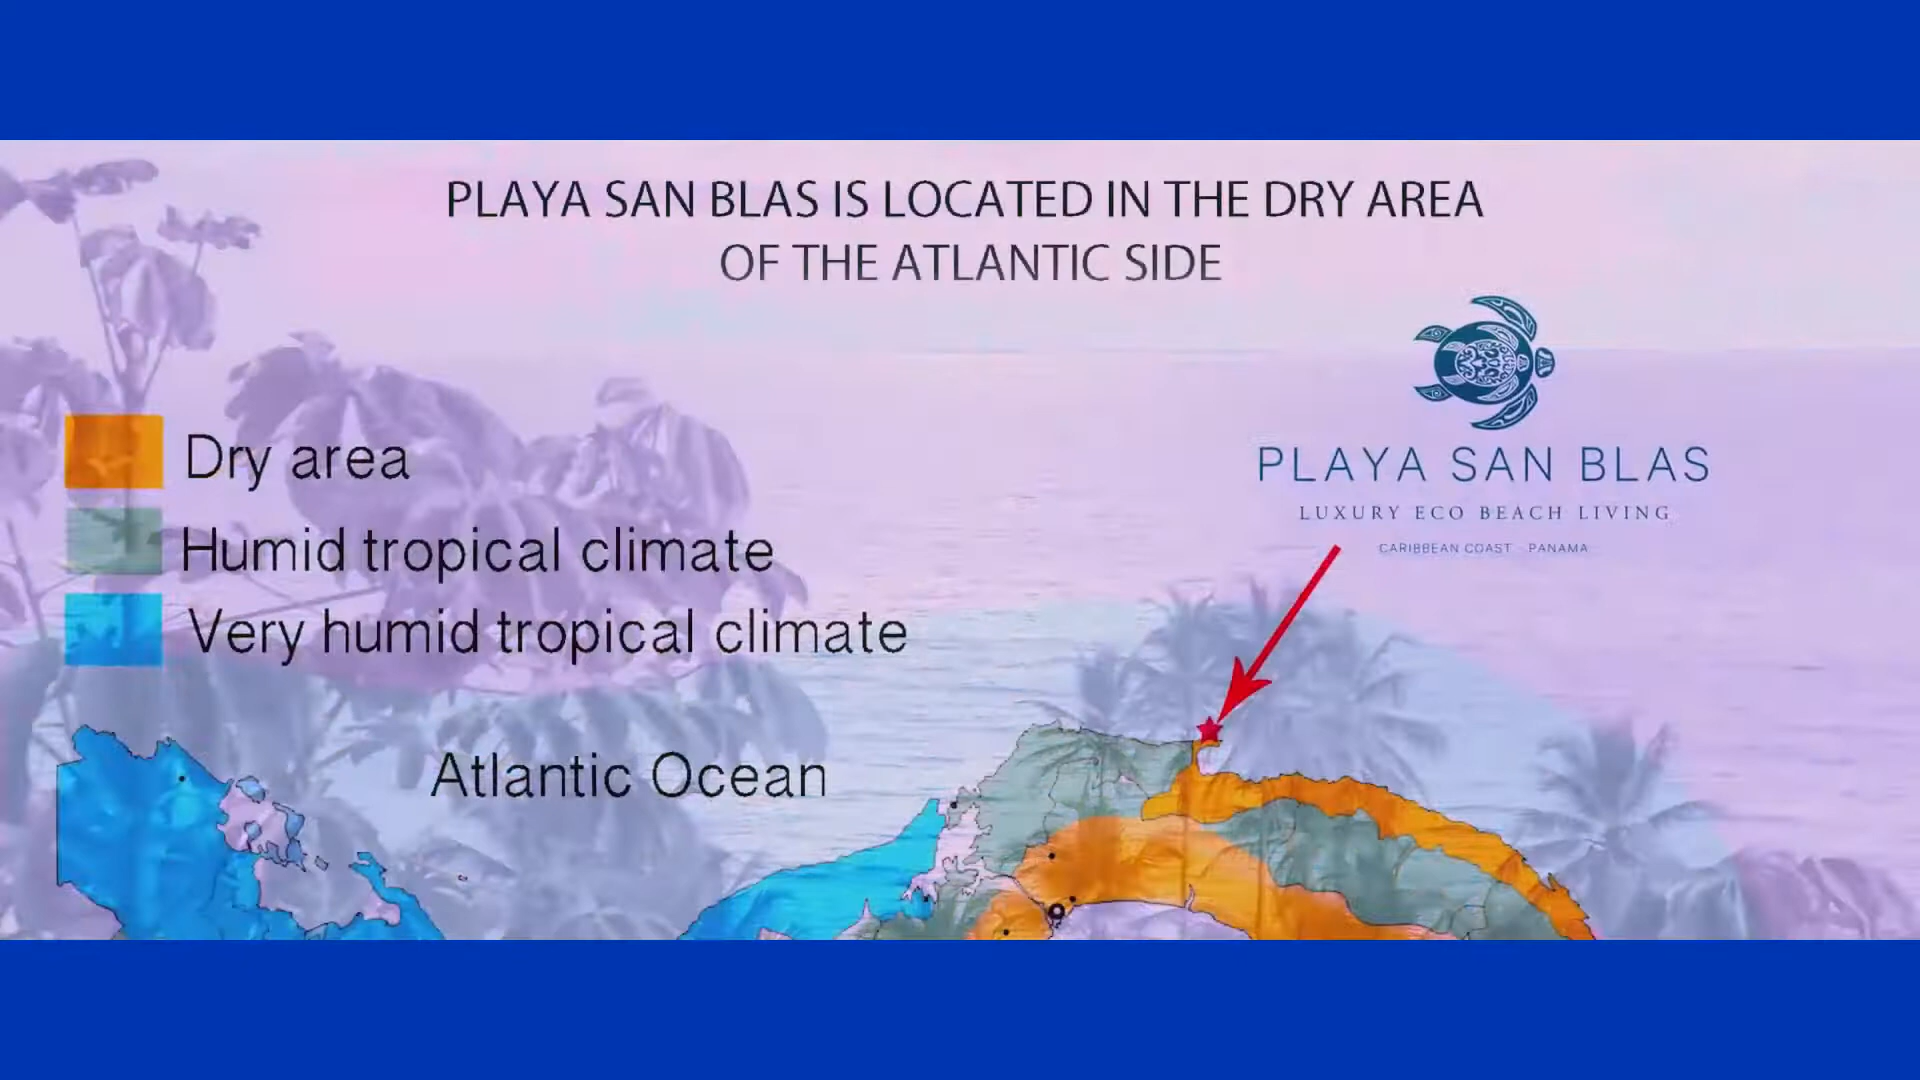 PLAYA SAN BLAS IS LOCATED IN THE DRY AREA
OF THE ATLANTIC SIDE
PLAYA SAN BLAS
LUXURY ECO BEACH LIVING
CARIBBEAN COAST - PANAMA
Dry area
Humid tropical climate
Very humid tropical climate
Atlantic Ocean